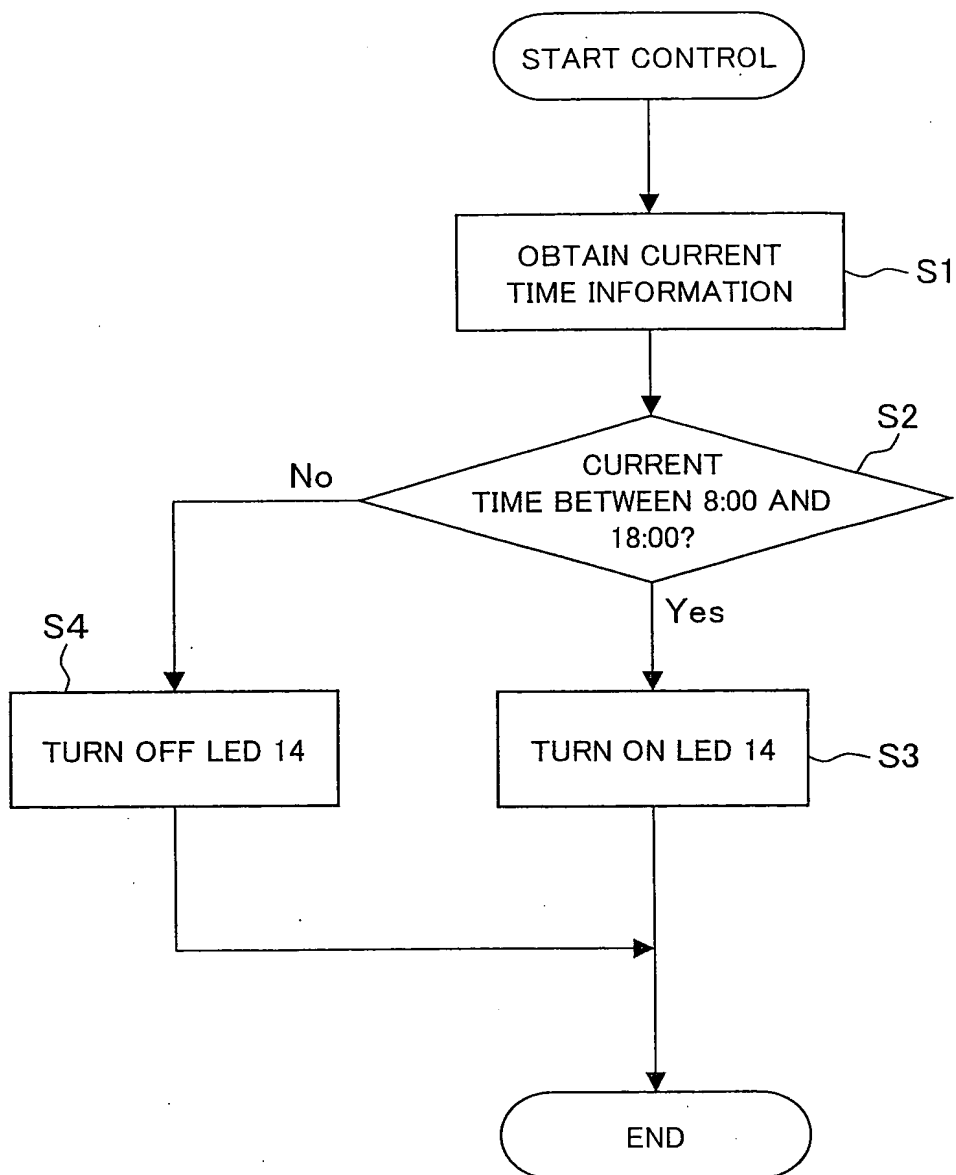 START CONTROL
OBTAIN CURRENT
TIME INFORMATION
S1
S2
CURRENT
TIME BETWEEN 8:00 AND
18:00?
No
Yes
S4
TURN OFF LED 14
TURN ON LED 14
S3
END